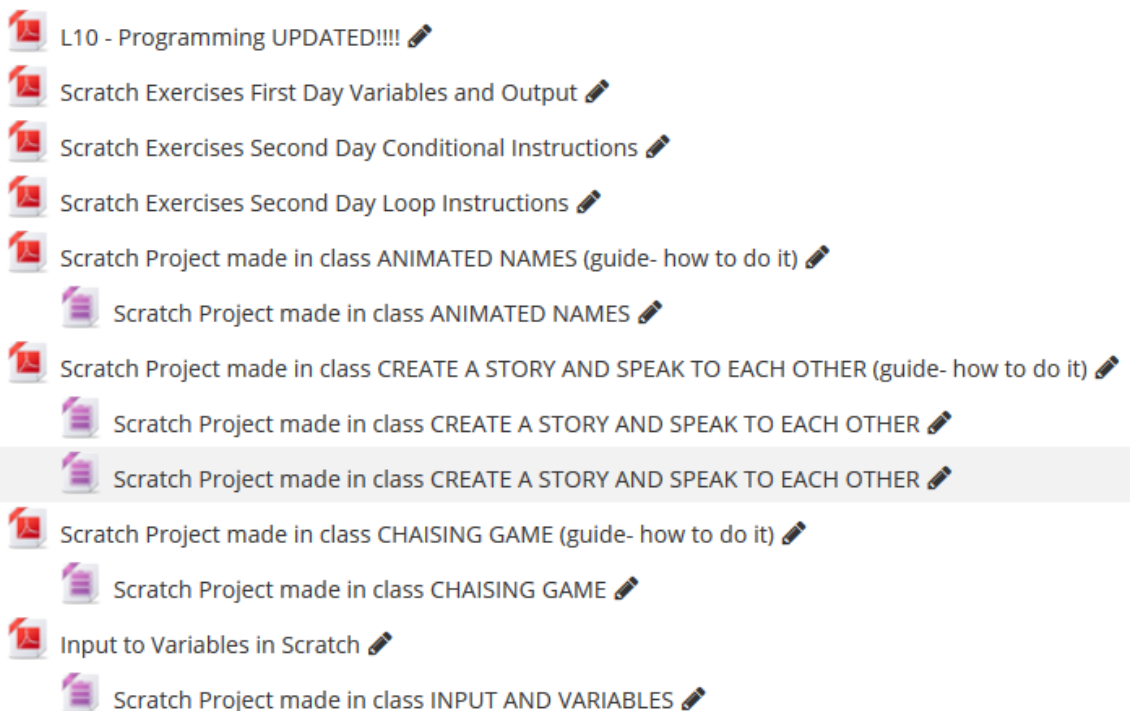 L10 - Programming UPDATED!!!!
Scratch Exercises First Day Variables and Output
Scratch Exercises Second Day Conditional Instructions
Scratch Exercises Second Day Loop Instructions
Scratch Project made in class ANIMATED NAMES (guide- how to do it)
Scratch Project made in class ANIMATED NAMES
Scratch Project made in class CREATE A STORY AND SPEAK TO EACH OTHER (guide- how to do it)
Scratch Project made in class CREATE A STORY AND SPEAK TO EACH OTHER
Scratch Project made in class CREATE A STORY AND SPEAK TO EACH OTHER
Scratch Project made in class CHAISING GAME (guide- how to do it)
Scratch Project made in class CHAISING GAME
Input to Variables in Scratch
Scratch Project made in class INPUT AND VARIABLES